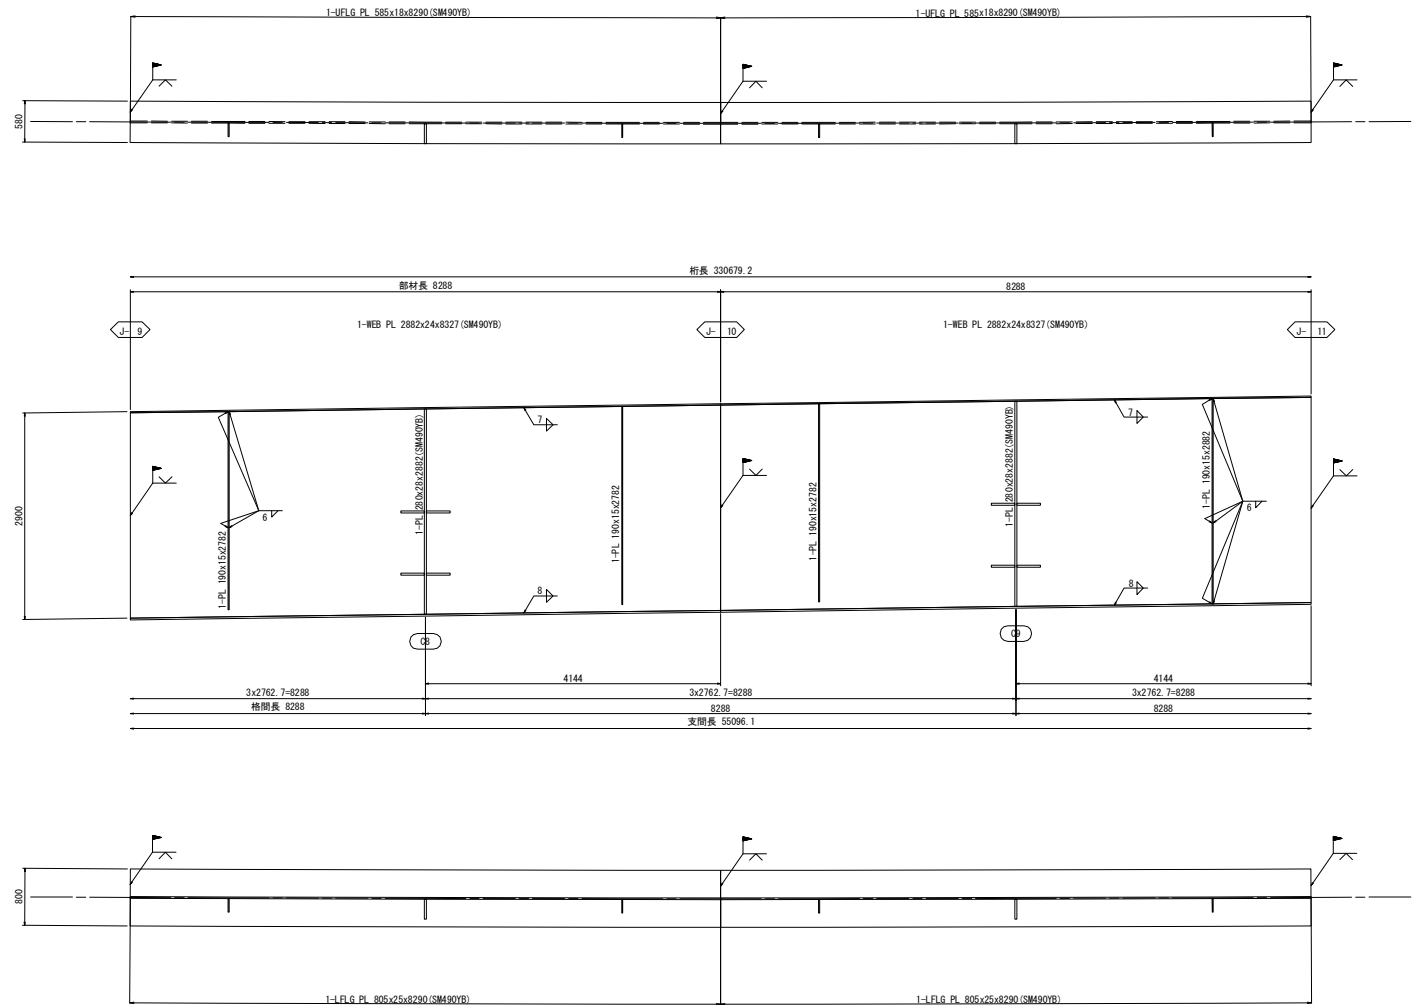 1-UFLG PL 585x18x8290(SM490YB)
1-UFLG PL 585x18x8290(SM490YB)
580
桁長 330679.2
部材長 8288
8288
1-WEB PL 2882x24x8327(SM490YB)
1-WEB PL 2882x24x8327(SM490YB)
J- 9
J- 10
J- 11
2900
1-PL 190x15x2782
6
1-PL 280x28x2882(SM490YB)
7
8
1-PL 190x15x2782
1-PL 190x15x2782
1-PL 280x28x2882(SM490YB)
7
8
1-PL 190x15x2882
6
C8
C9
4144
4144
3x2762.7=8288
3x2762.7=8288
3x2762.7=8288
格間長 8288
8288
8288
支間長 55096.1
800
1-LFLG PL 805x25x8290(SM490YB)
1-LFLG PL 805x25x8290(SM490YB)